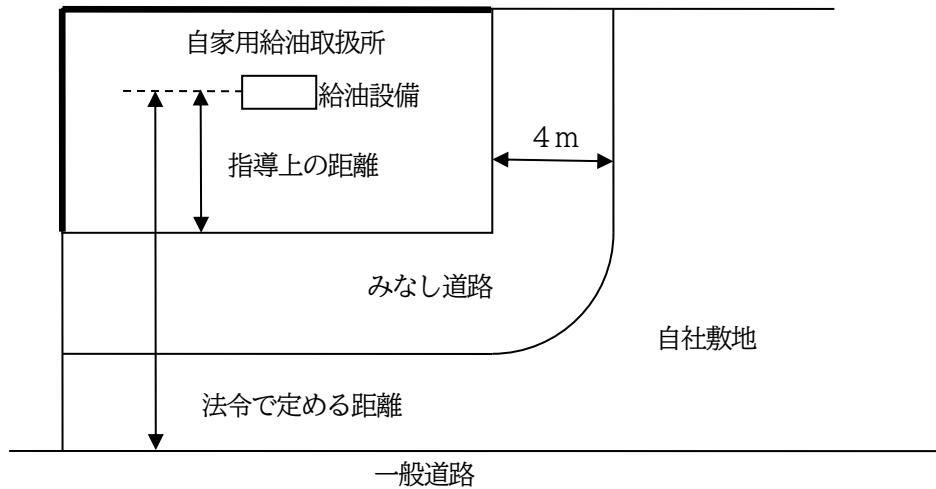 自家用給油取扱所
給油設備
４ｍ
指導上の距離
みなし道路
自社敷地
法令で定める距離
一般道路